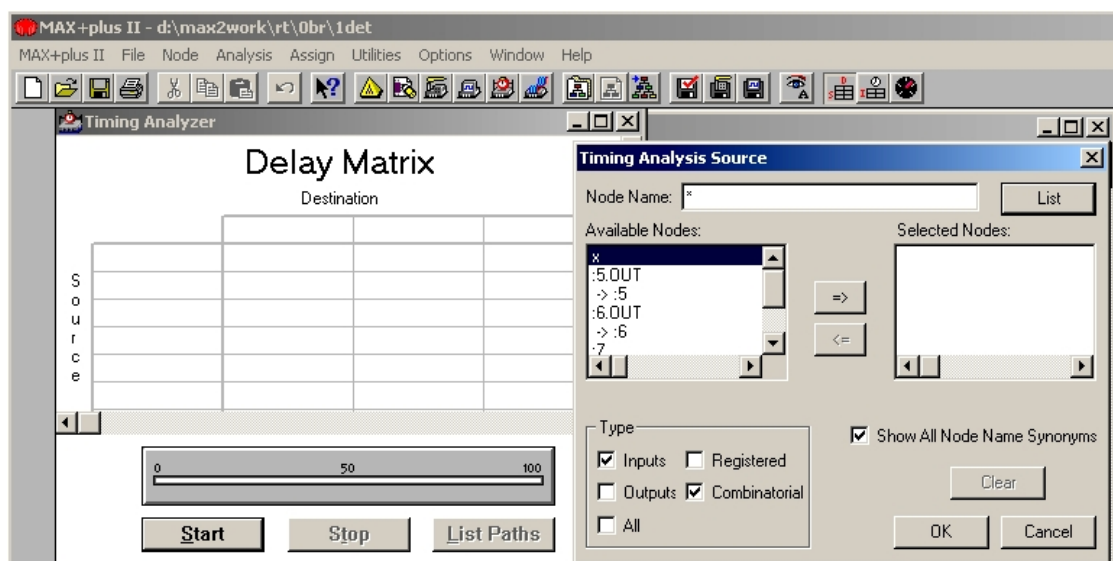 MAX+plus II - d:\max2work\rt\0br\1det
MAX+plus II File Node Analysis Assign Utilities Options Window Help
Timing Analyzer
Delay Matrix
Destination
Source
0 50 100
Start Stop List Paths
Timing Analysis Source
Node Name: * List
Available Nodes: Selected Nodes:
x
:5.OUT
-> :5
:6.OUT
-> :6
:7
=>
<=
Type
Inputs Registered
Outputs Combinatorial
All
Show All Node Name Synonyms
Clear
OK Cancel